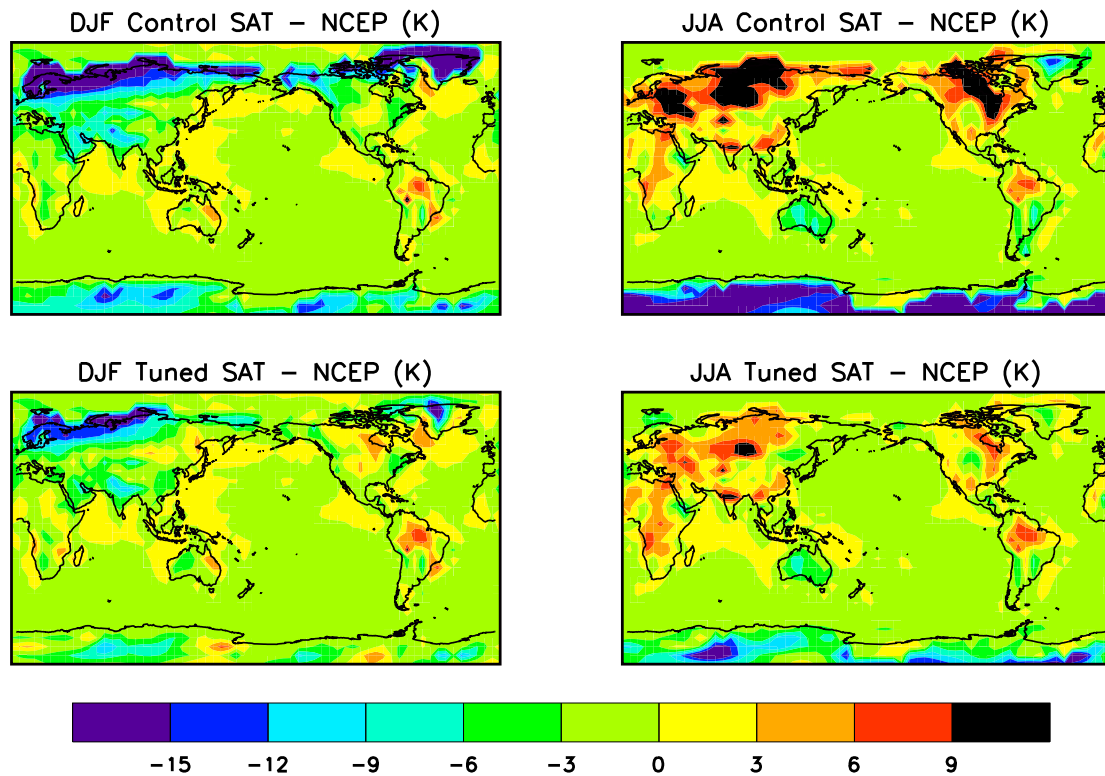 DJF Control SAT – NCEP (K)
JJA Control SAT – NCEP (K)
DJF Tuned SAT – NCEP (K)
JJA Tuned SAT – NCEP (K)
−15 −12 −9 −6 −3 0 3 6 9